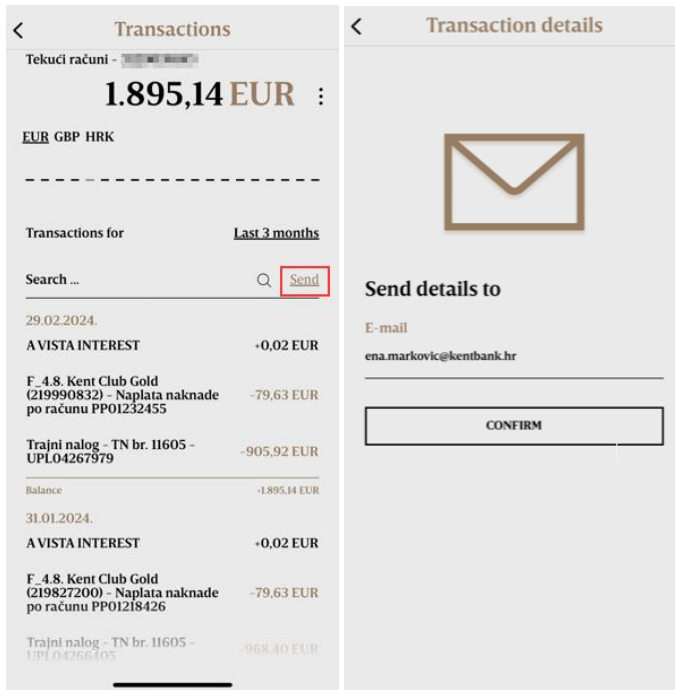 Transactions
Tekući računi -
1.895,14 EUR
EUR GBP HRK
Transactions for Last 3 months
Search ... Send
29.02.2024.
A VISTA INTEREST +0,02 EUR
F_4.8. Kent Club Gold
(219990832) - Naplata naknade -79,63 EUR
po računu PP01232455
Trajni nalog - TN br. 11605 - -905,92 EUR
UPL04267979
Balance +1.895,14 EUR
31.01.2024.
A VISTA INTEREST +0,02 EUR
F_4.8. Kent Club Gold
(219827200) - Naplata naknade -79,63 EUR
po računu PP01218426
Trajni nalog - TN br. 11605 - -968,40 EUR
UPL04266405
Transaction details
Send details to
E-mail
ena.markovic@kentbank.hr
CONFIRM